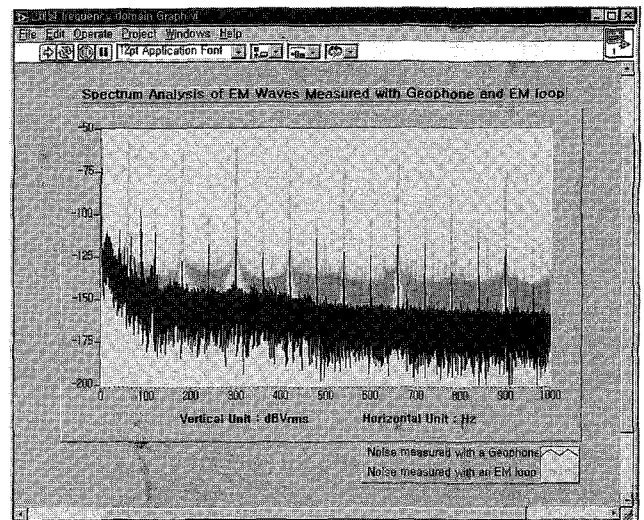 frequency domain Graph.vi
File Edit Operate Project Windows Help
12pt Application Font
Spectrum Analysis of EM Waves Measured with Geophone and EM loop
-50
-75
-100
-125
-150
-175
-200
0 100 200 300 400 500 600 700 800 900 1000
Vertical Unit : dBVrms Horizontal Unit : Hz
Noise measured with a Geophone
Noise measured with an EM loop